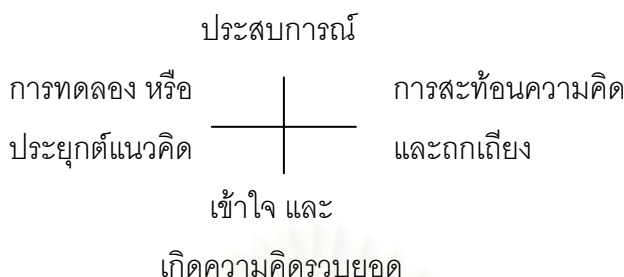 ประสบการณ์
การทดลอง หรือ
ประยุกต์แนวคิด
การสะท้อนความคิด
และถกเถียง
เข้าใจ และ
เกิดความคิดรวบยอด